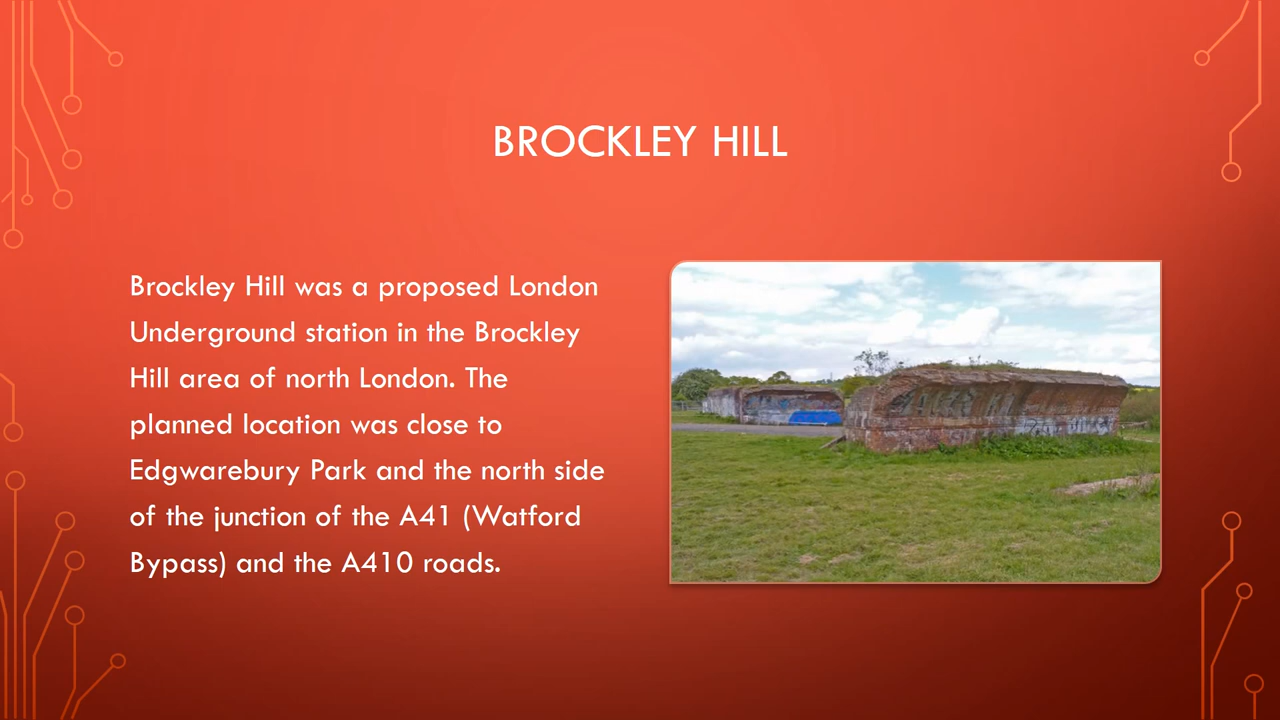 BROCKLEY HILL
Brockley Hill was a proposed London
Underground station in the Brockley
Hill area of north London. The
planned location was close to
Edgwarebury Park and the north side
of the junction of the A41 (Watford
Bypass) and the A410 roads.